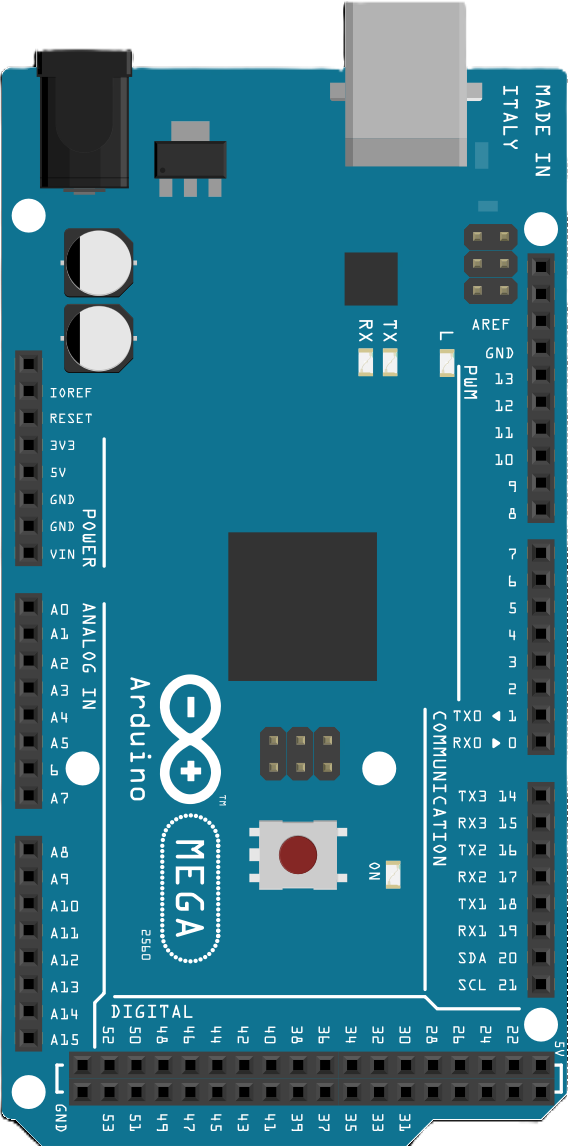 MADE IN
ITALY
RX
TX
L
AREF
GND
PWM
13
12
11
10
9
8
7
6
5
4
3
2
TX0 ◀ 1
RX0 ▶ 0
COMMUNICATION
TX3 14
RX3 15
TX2 16
RX2 17
TX1 18
RX1 19
SDA 20
SCL 21
IOREF
RESET
3V3
5V
GND
GND
VIN
POWER
A0
A1
A2
A3
A4
A5
6
A7
ANALOG IN
A8
A9
A10
A11
A12
A13
A14
A15
Arduino
TM
MEGA
2560
ON
DIGITAL
52 50 48 46 44 42 40 38 36 34 32 30 28 26 24 22
5V
GND
53 51 49 47 45 43 41 39 37 35 33 31